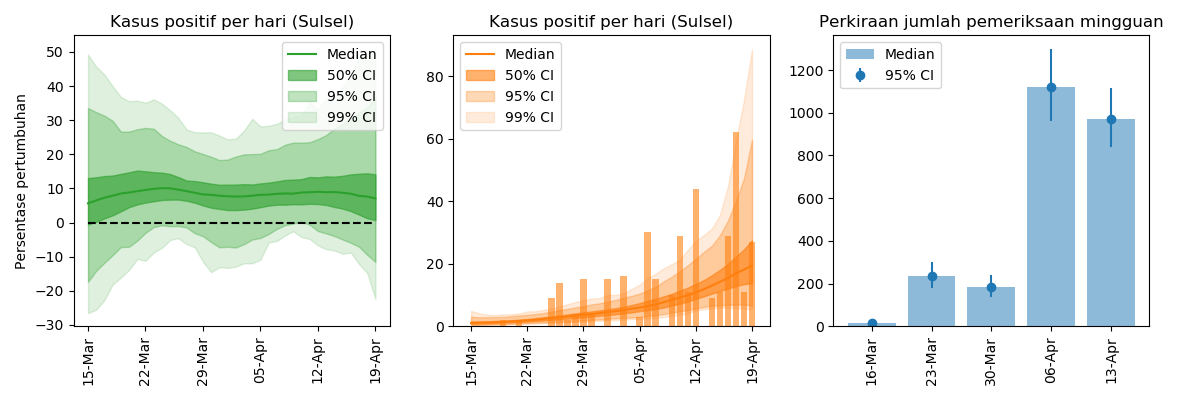 Kasus positif per hari (Sulsel)
Persentase pertumbuhan
50
40
30
20
10
0
−10
−20
−30
Median
50% CI
95% CI
99% CI
15-Mar
22-Mar
29-Mar
05-Apr
12-Apr
19-Apr
Kasus positif per hari (Sulsel)
80
60
40
20
0
Median
50% CI
95% CI
99% CI
15-Mar
22-Mar
29-Mar
05-Apr
12-Apr
19-Apr
Perkiraan jumlah pemeriksaan mingguan
1200
1000
800
600
400
200
0
Median
95% CI
16-Mar
23-Mar
30-Mar
06-Apr
13-Apr